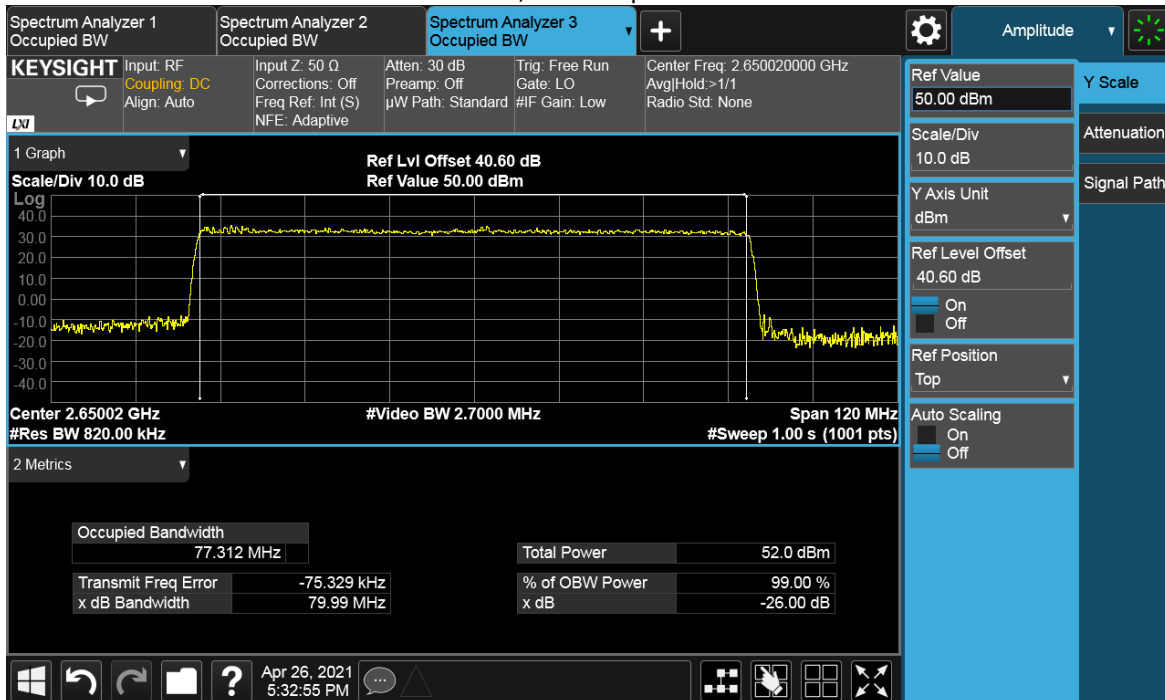 Spectrum Analyzer 1
Occupied BW
Spectrum Analyzer 2
Occupied BW
Spectrum Analyzer 3
Occupied BW
Amplitude
KEYSIGHT
LXI
Input: RF
Coupling: DC
Align: Auto
Input Z: 50 Ω
Corrections: Off
Freq Ref: Int (S)
NFE: Adaptive
Atten: 30 dB
Preamp: Off
µW Path: Standard
Trig: Free Run
Gate: LO
#IF Gain: Low
Center Freq: 2.650020000 GHz
Avg|Hold:>1/1
Radio Std: None
1 Graph
Scale/Div 10.0 dB
Ref Lvl Offset 40.60 dB
Ref Value 50.00 dBm
Log
40.0
30.0
20.0
10.0
0.00
-10.0
-20.0
-30.0
-40.0
Center 2.65002 GHz
#Res BW 820.00 kHz
#Video BW 2.7000 MHz
Span 120 MHz
#Sweep 1.00 s (1001 pts)
2 Metrics
Occupied Bandwidth
77.312 MHz
Transmit Freq Error -75.329 kHz
x dB Bandwidth 79.99 MHz
Total Power 52.0 dBm
% of OBW Power 99.00 %
x dB -26.00 dB
Ref Value
50.00 dBm
Scale/Div
10.0 dB
Y Axis Unit
dBm
Ref Level Offset
40.60 dB
On
Off
Ref Position
Top
Auto Scaling
On
Off
Y Scale
Attenuation
Signal Path
?
Apr 26, 2021
5:32:55 PM